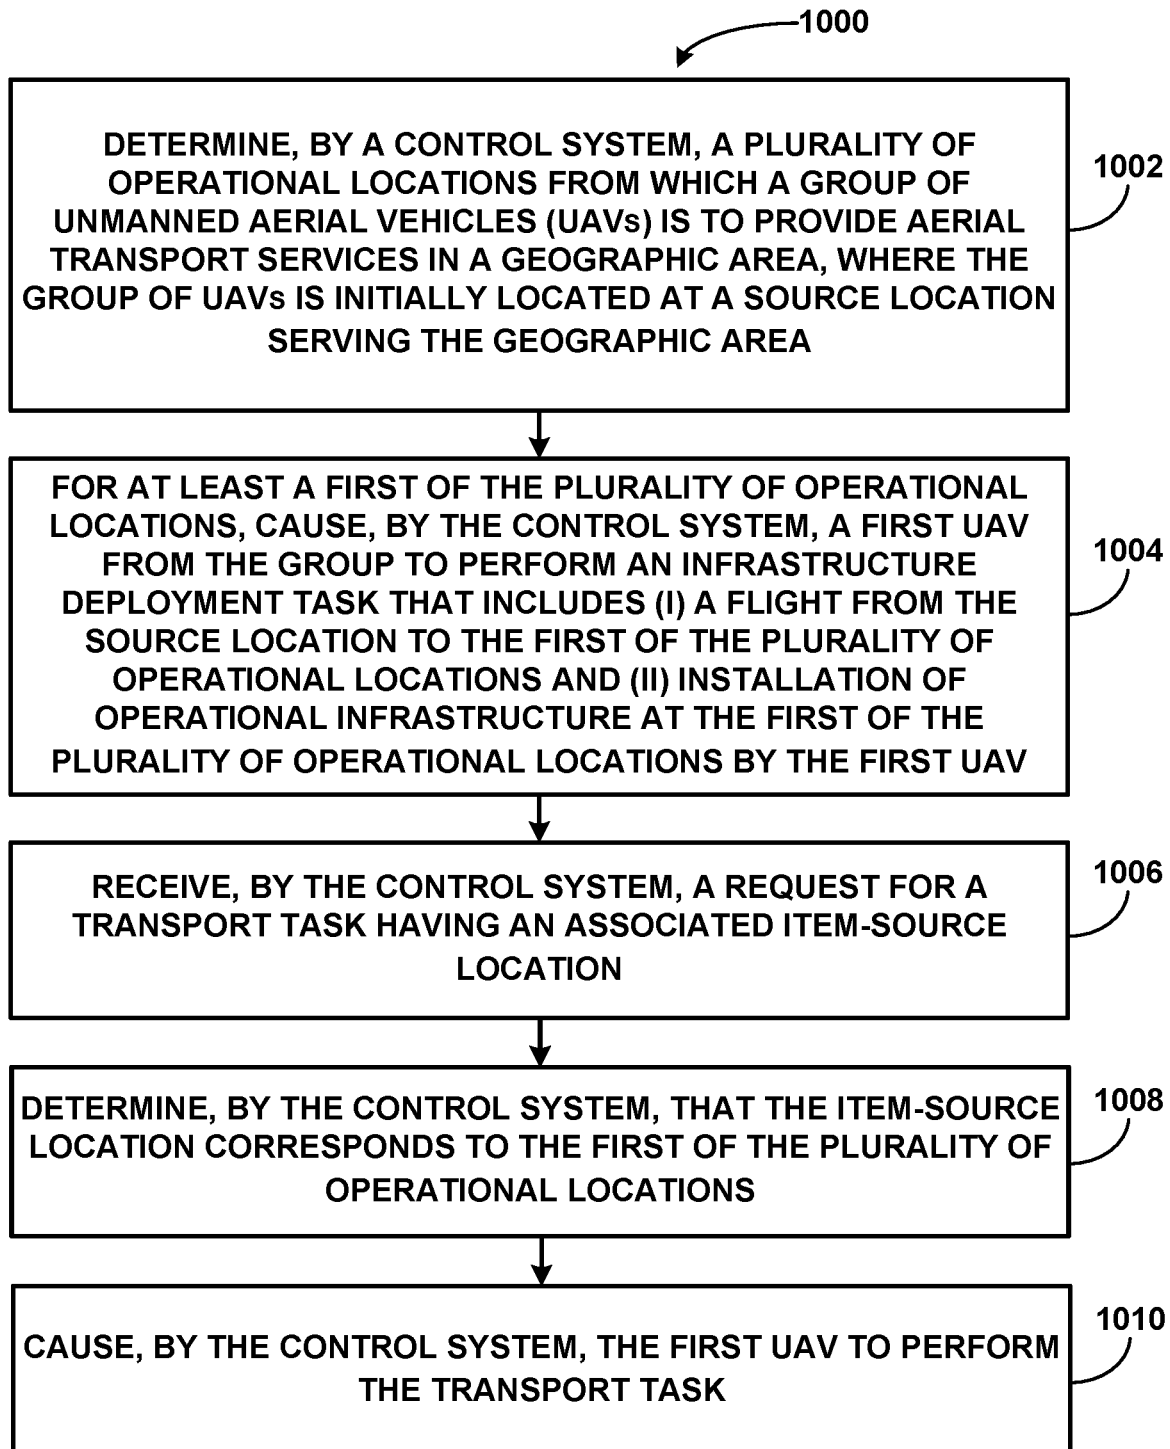 1000
DETERMINE, BY A CONTROL SYSTEM, A PLURALITY OF
OPERATIONAL LOCATIONS FROM WHICH A GROUP OF
UNMANNED AERIAL VEHICLES (UAVs) IS TO PROVIDE AERIAL
TRANSPORT SERVICES IN A GEOGRAPHIC AREA, WHERE THE
GROUP OF UAVs IS INITIALLY LOCATED AT A SOURCE LOCATION
SERVING THE GEOGRAPHIC AREA
1002
FOR AT LEAST A FIRST OF THE PLURALITY OF OPERATIONAL
LOCATIONS, CAUSE, BY THE CONTROL SYSTEM, A FIRST UAV
FROM THE GROUP TO PERFORM AN INFRASTRUCTURE
DEPLOYMENT TASK THAT INCLUDES (I) A FLIGHT FROM THE
SOURCE LOCATION TO THE FIRST OF THE PLURALITY OF
OPERATIONAL LOCATIONS AND (II) INSTALLATION OF
OPERATIONAL INFRASTRUCTURE AT THE FIRST OF THE
PLURALITY OF OPERATIONAL LOCATIONS BY THE FIRST UAV
1004
RECEIVE, BY THE CONTROL SYSTEM, A REQUEST FOR A
TRANSPORT TASK HAVING AN ASSOCIATED ITEM-SOURCE
LOCATION
1006
DETERMINE, BY THE CONTROL SYSTEM, THAT THE ITEM-SOURCE
LOCATION CORRESPONDS TO THE FIRST OF THE PLURALITY OF
OPERATIONAL LOCATIONS
1008
CAUSE, BY THE CONTROL SYSTEM, THE FIRST UAV TO PERFORM
THE TRANSPORT TASK
1010